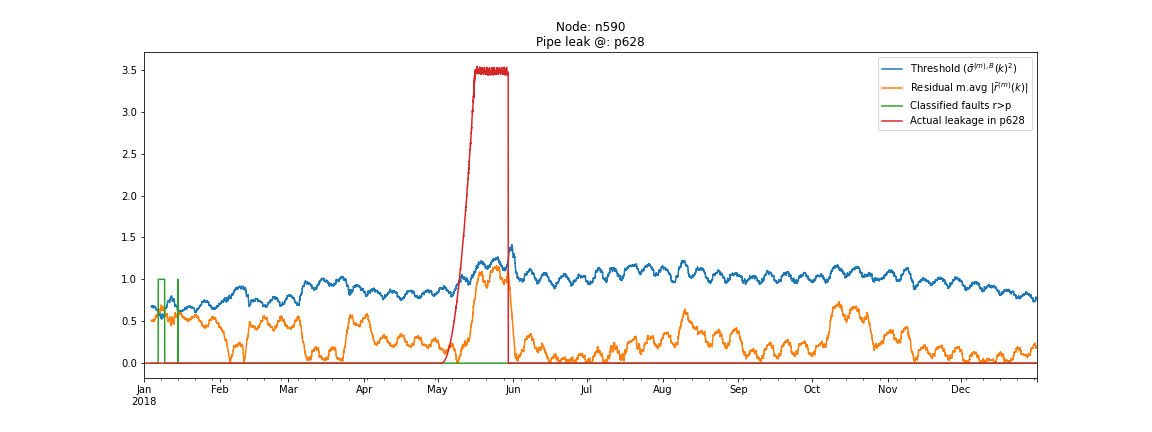 Node: n590
Pipe leak @: p628
Threshold (σ̄⁽ᵐ⁾,ᴮ(k)²)
Residual m.avg |r̄⁽ᵐ⁾(k)|
Classified faults r>p
Actual leakage in p628
3.5
3.0
2.5
2.0
1.5
1.0
0.5
0.0
Jan Feb Mar Apr May Jun Jul Aug Sep Oct Nov Dec
2018